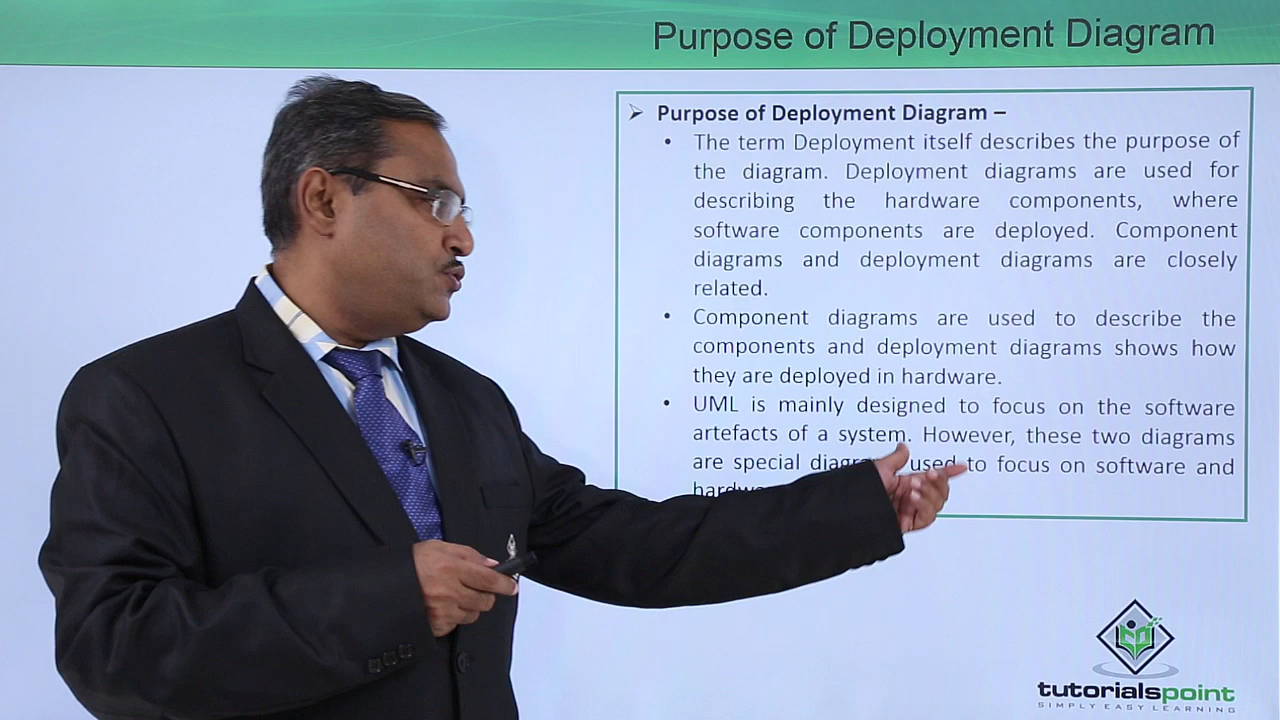 Purpose of Deployment Diagram
➢ Purpose of Deployment Diagram –
• The term Deployment itself describes the purpose of
the diagram. Deployment diagrams are used for
describing the hardware components, where
software components are deployed. Component
diagrams and deployment diagrams are closely
related.
• Component diagrams are used to describe the
components and deployment diagrams shows how
they are deployed in hardware.
• UML is mainly designed to focus on the software
artefacts of a system. However, these two diagrams
are special used to focus on software and
tutorialspoint
SIMPLY EASY LEARNING